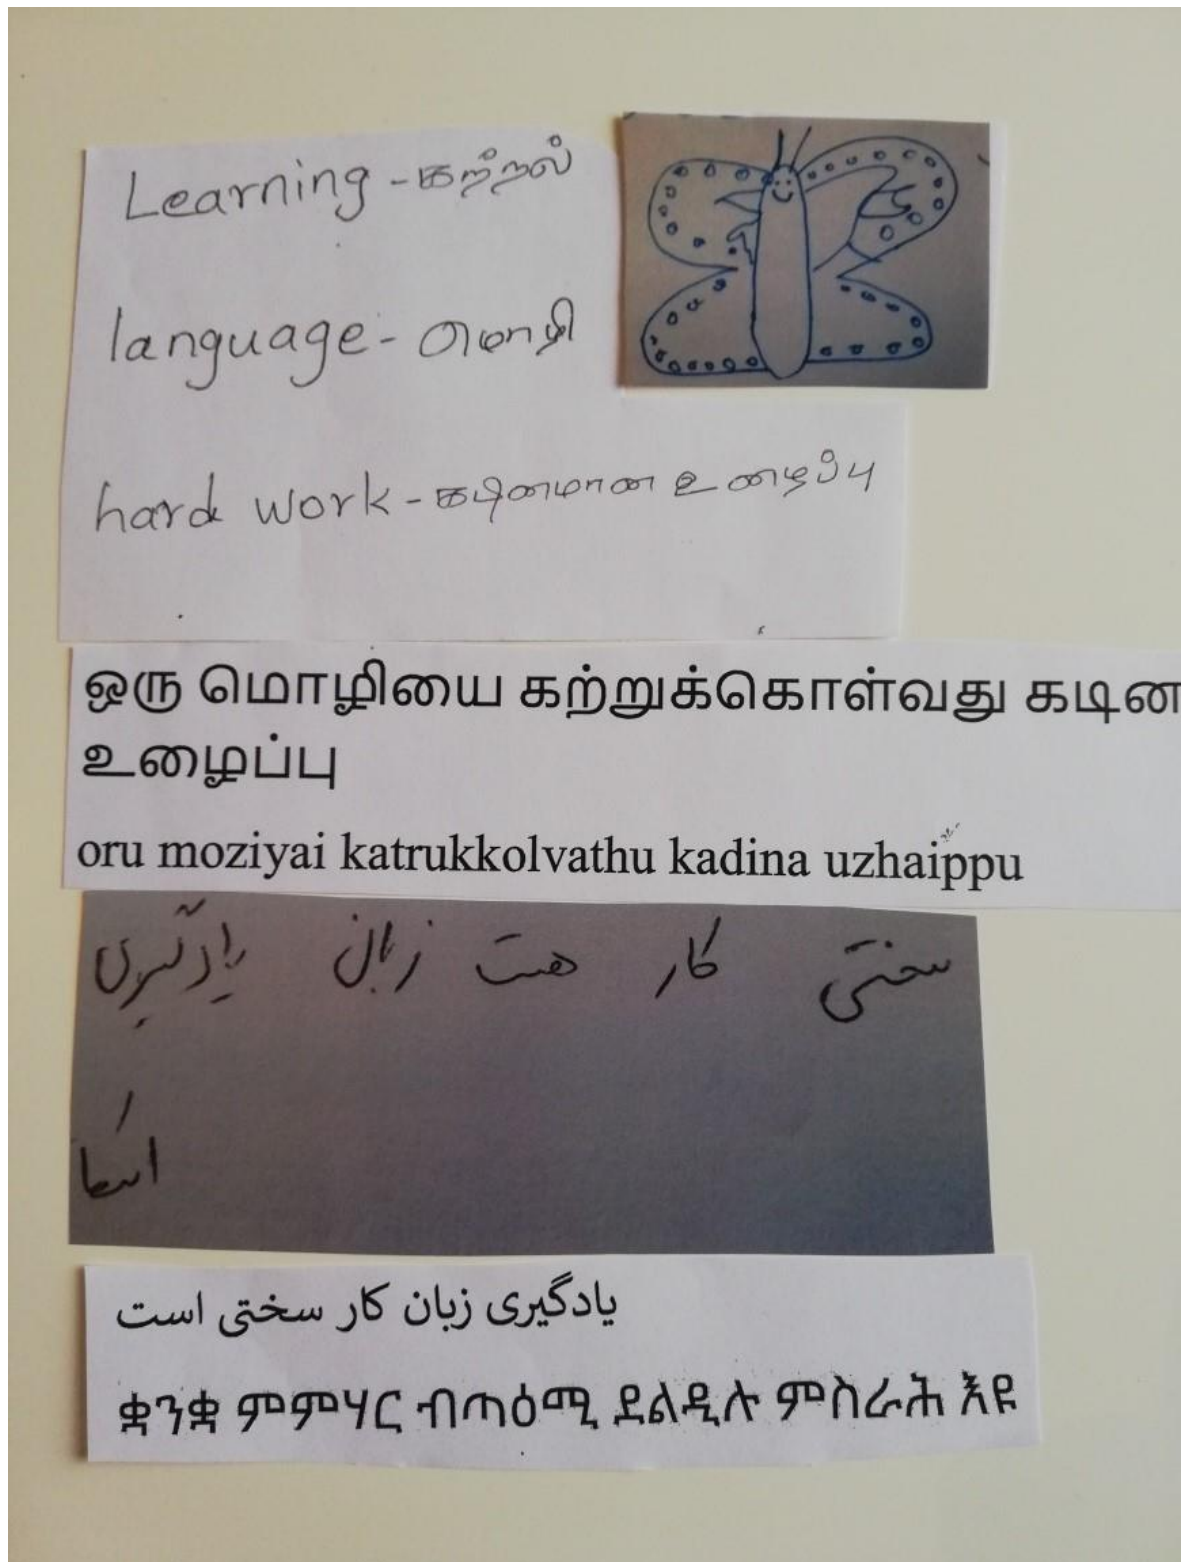 Learning - கற்றல்
language - மொழி
hard work - கடினமான உழைப்பு
ஒரு மொழியை கற்றுக்கொள்வது கடின
உழைப்பு
oru moziyai katrukkolvathu kadina uzhaippu
سختی کار هست زبان یادگیری
یادگیری زبان کار سختی است
ቋንቋ ምምሃር ብጣዕሚ ደልዲሉ ምስራሕ እዩ